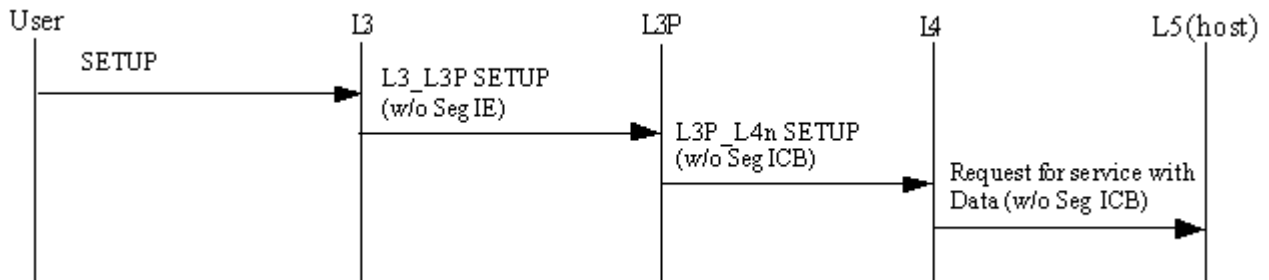 User
L3
L3P
L4
L5(host)
SETUP
L3_L3P SETUP
(w/o Seg IE)
L3P_L4n SETUP
(w/o Seg ICB)
Request for service with
Data (w/o Seg ICB)